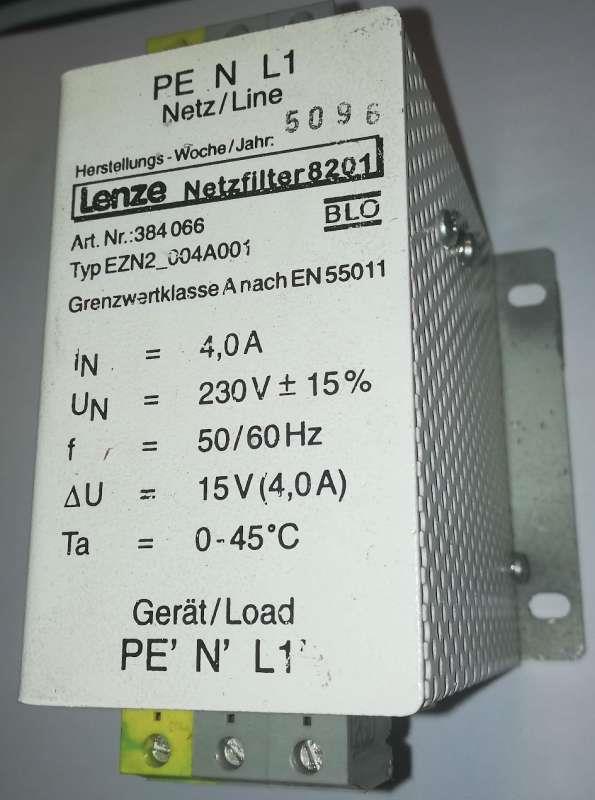 PE N L1
Netz/Line
Herstellungs-Woche/Jahr: 5096
Lenze Netzfilter 8201
Art. Nr.:384 066
BLO
Typ EZN2_004A001
Grenzwertklasse A nach EN 55011
IN = 4,0 A
UN = 230 V ± 15%
f = 50/60 Hz
ΔU = 15 V (4,0 A)
Ta = 0-45°C
Gerät/Load
PE' N' L1'